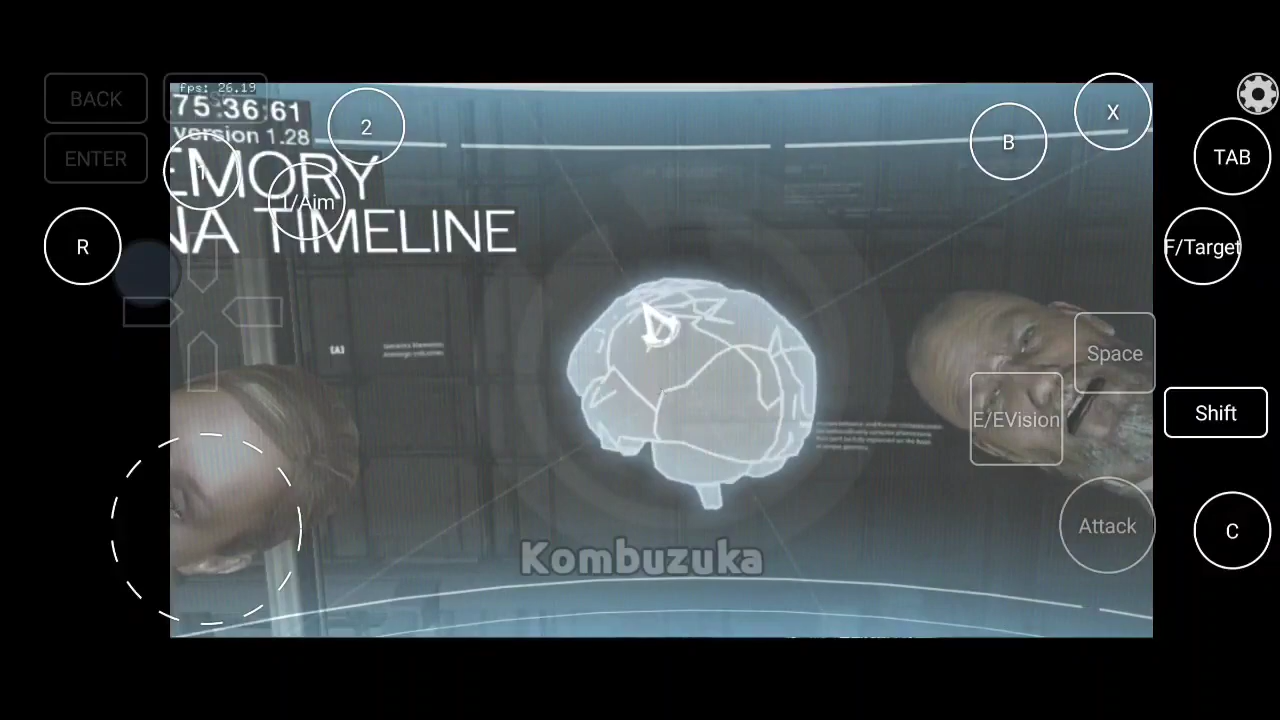 fps: 26.19
BACK
75:36:61
version 1.28
2
X
B
ENTER
TAB
EMORY
1
1/Aim
NA TIMELINE
R
F/Target
[A]
Space
E/EVision
Shift
Attack
C
Kombuzuka